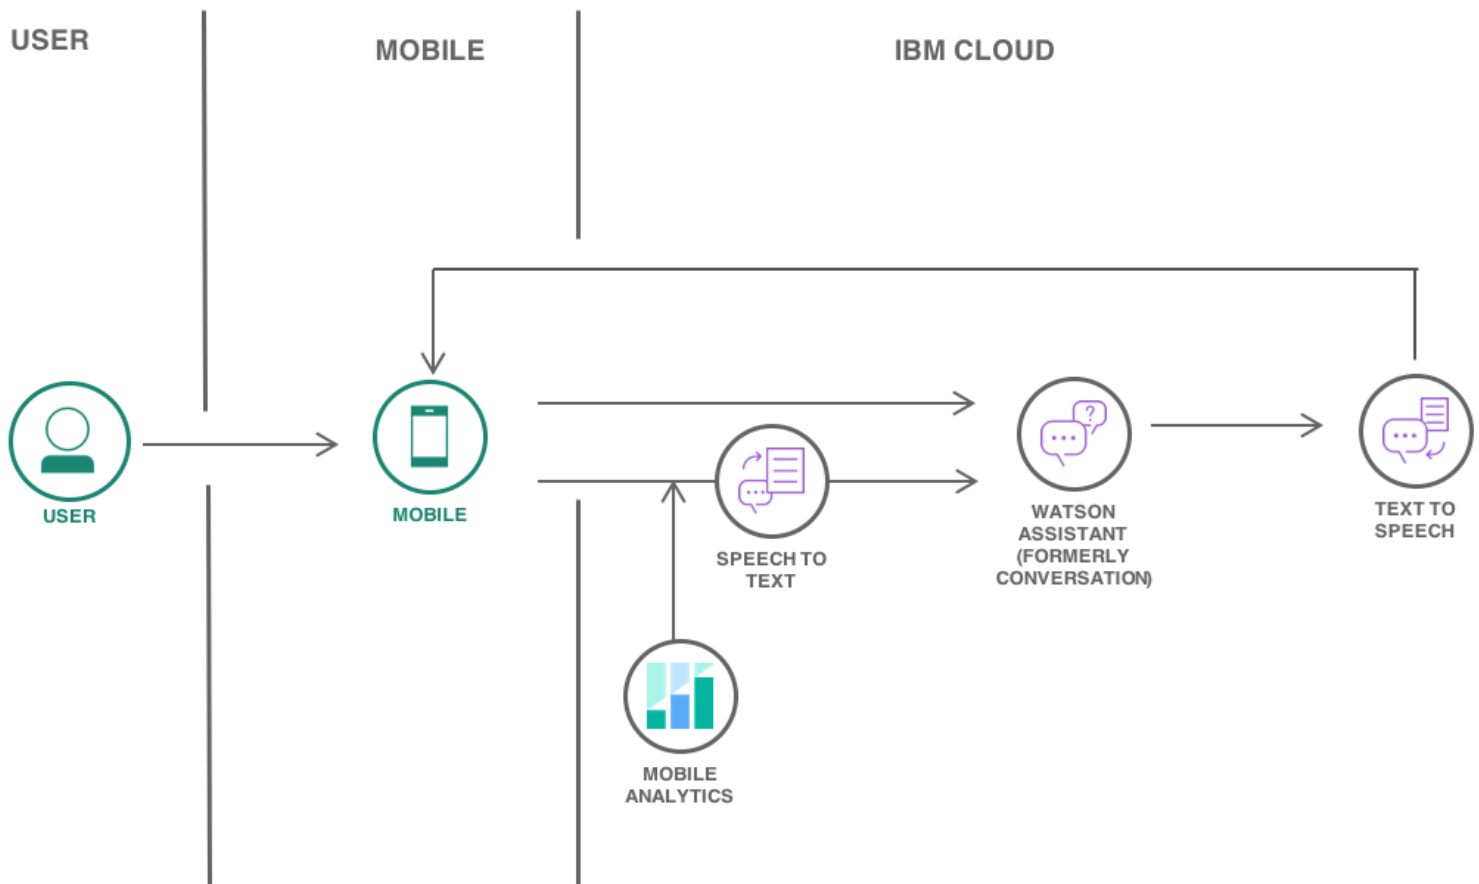 USER
MOBILE
IBM CLOUD
?
USER
MOBILE
SPEECH TO
TEXT
WATSON
ASSISTANT
(FORMERLY
CONVERSATION)
TEXT TO
SPEECH
MOBILE
ANALYTICS